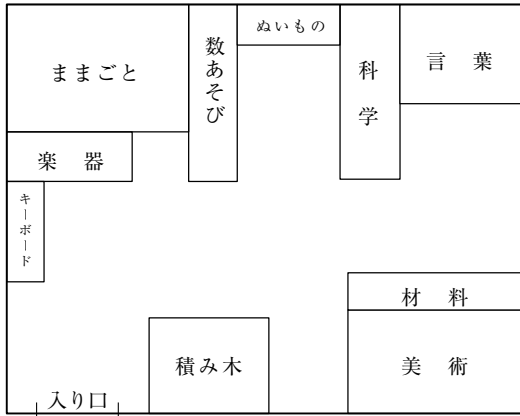 ままごと
数あそび
ぬいもの
科学
言葉
楽器
キーボード
材料
積み木
美術
入り口